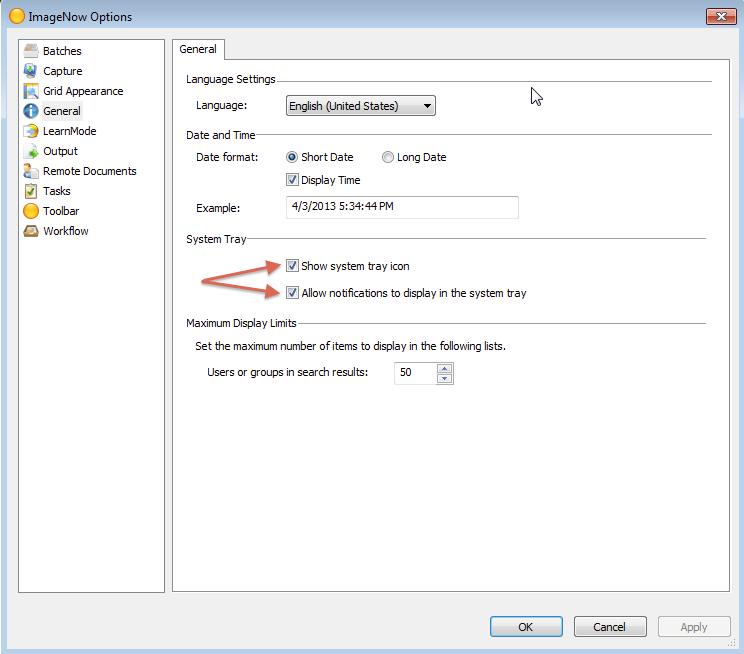 ImageNow Options
Batches
Capture
Grid Appearance
General
LearnMode
Output
Remote Documents
Tasks
Toolbar
Workflow
General
Language Settings
Language: English (United States)
Date and Time
Date format: Short Date Long Date
Display Time
Example: 4/3/2013 5:34:44 PM
System Tray
Show system tray icon
Allow notifications to display in the system tray
Maximum Display Limits
Set the maximum number of items to display in the following lists.
Users or groups in search results: 50
OK Cancel Apply